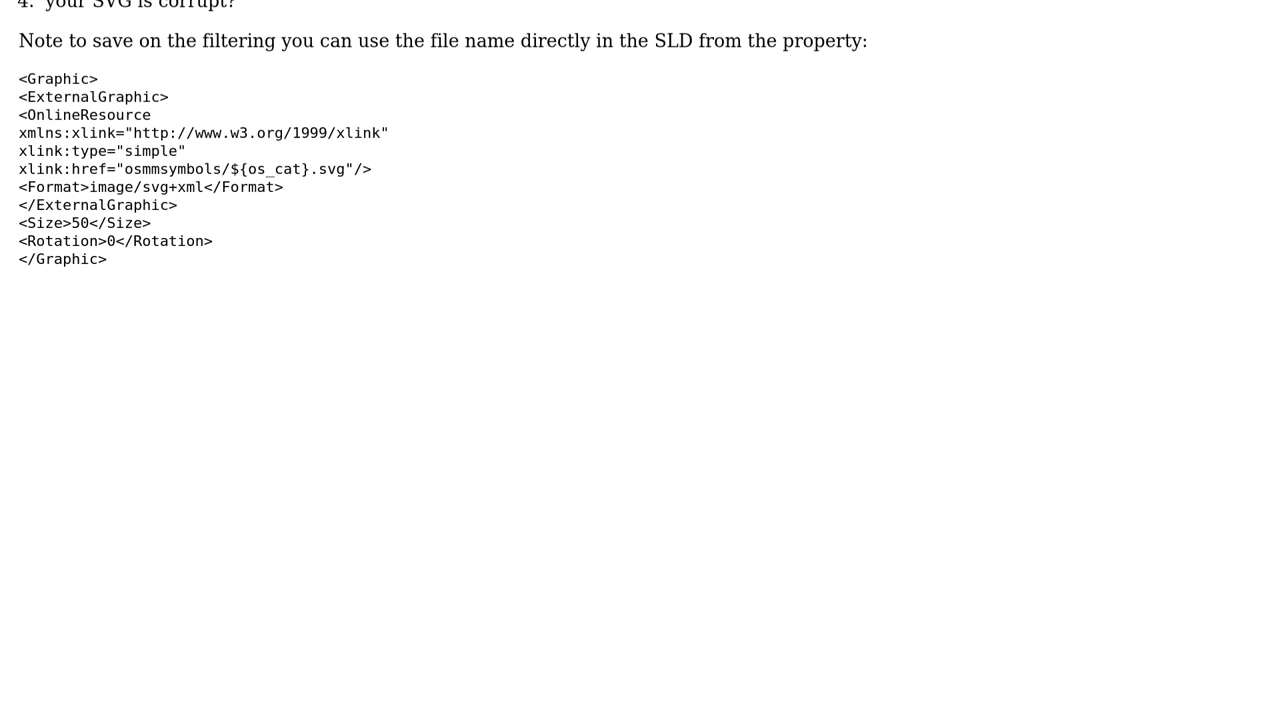 4. your SVG is corrupt?
Note to save on the filtering you can use the file name directly in the SLD from the property:
<Graphic>
<ExternalGraphic>
<OnlineResource
xmlns:xlink="http://www.w3.org/1999/xlink"
xlink:type="simple"
xlink:href="osmmsymbols/${os_cat}.svg"/>
<Format>image/svg+xml</Format>
</ExternalGraphic>
<Size>50</Size>
<Rotation>0</Rotation>
</Graphic>